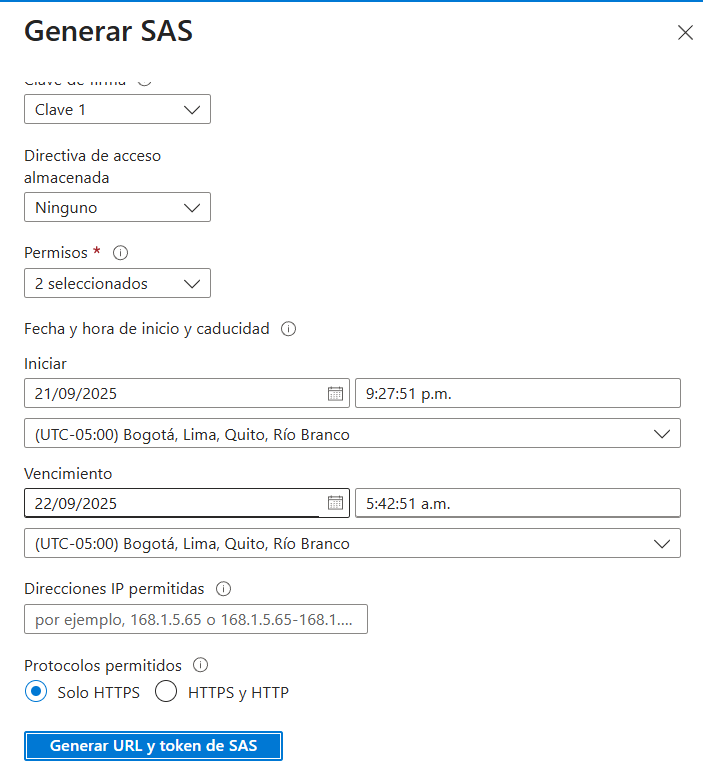 Generar SAS
Clave de firma
Clave 1
Directiva de acceso
almacenada
Ninguno
Permisos *
2 seleccionados
Fecha y hora de inicio y caducidad
Iniciar
21/09/2025 9:27:51 p.m.
(UTC-05:00) Bogotá, Lima, Quito, Río Branco
Vencimiento
22/09/2025 5:42:51 a.m.
(UTC-05:00) Bogotá, Lima, Quito, Río Branco
Direcciones IP permitidas
por ejemplo, 168.1.5.65 o 168.1.5.65-168.1....
Protocolos permitidos
Solo HTTPS HTTPS y HTTP
Generar URL y token de SAS